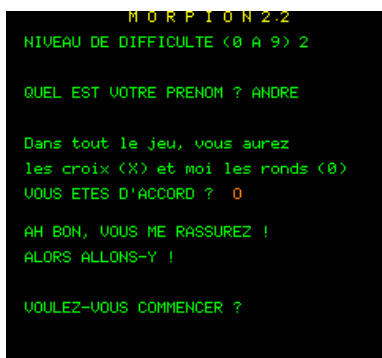 M O R P I O N 2.2
NIVEAU DE DIFFICULTE (0 A 9) 2
QUEL EST VOTRE PRENOM ? ANDRE
Dans tout le jeu, vous aurez
les croix (X) et moi les ronds (0)
VOUS ETES D'ACCORD ? O
AH BON, VOUS ME RASSUREZ !
ALORS ALLONS-Y !
VOULEZ-VOUS COMMENCER ?